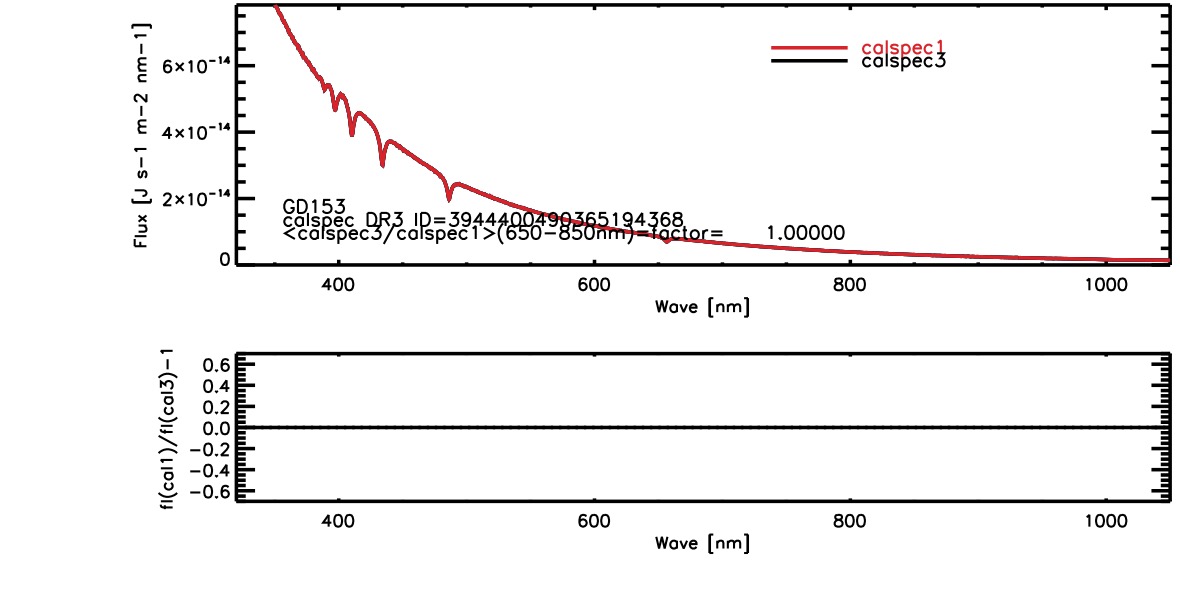 Flux [J s−1 m−2 nm−1]
6×10⁻¹⁴
4×10⁻¹⁴
2×10⁻¹⁴
0
calspec1
calspec3
GD153
calspec DR3 ID=3944400490365194368
<calspec3/calspec1>(650−850nm)=factor= 1.00000
400 600 800 1000
Wave [nm]
fl(cal1)/fl(cal3)−1
0.6
0.4
0.2
0.0
−0.2
−0.4
−0.6
400 600 800 1000
Wave [nm]